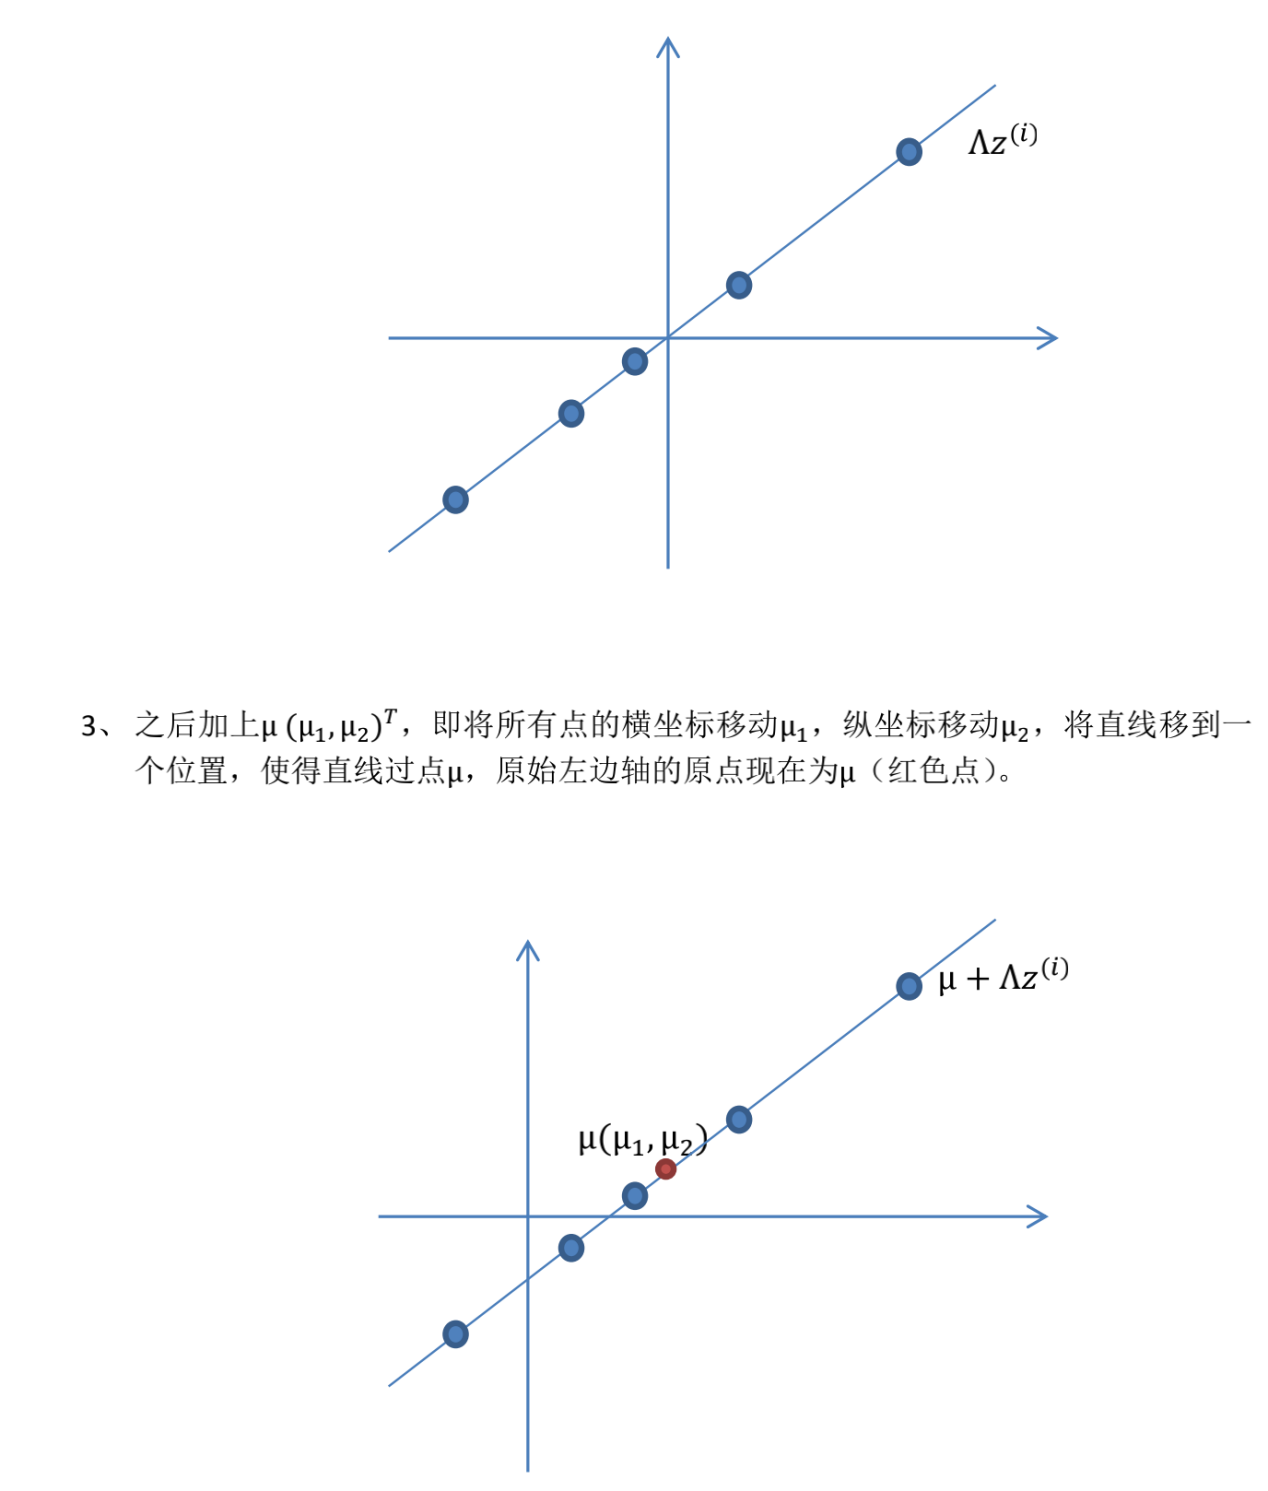 Λz⁽ⁱ⁾
3、 之后加上μ (μ₁, μ₂)ᵀ，即将所有点的横坐标移动μ₁，纵坐标移动μ₂，将直线移到一
个位置，使得直线过点μ，原始左边轴的原点现在为μ（红色点）。
μ + Λz⁽ⁱ⁾
μ(μ₁, μ₂)